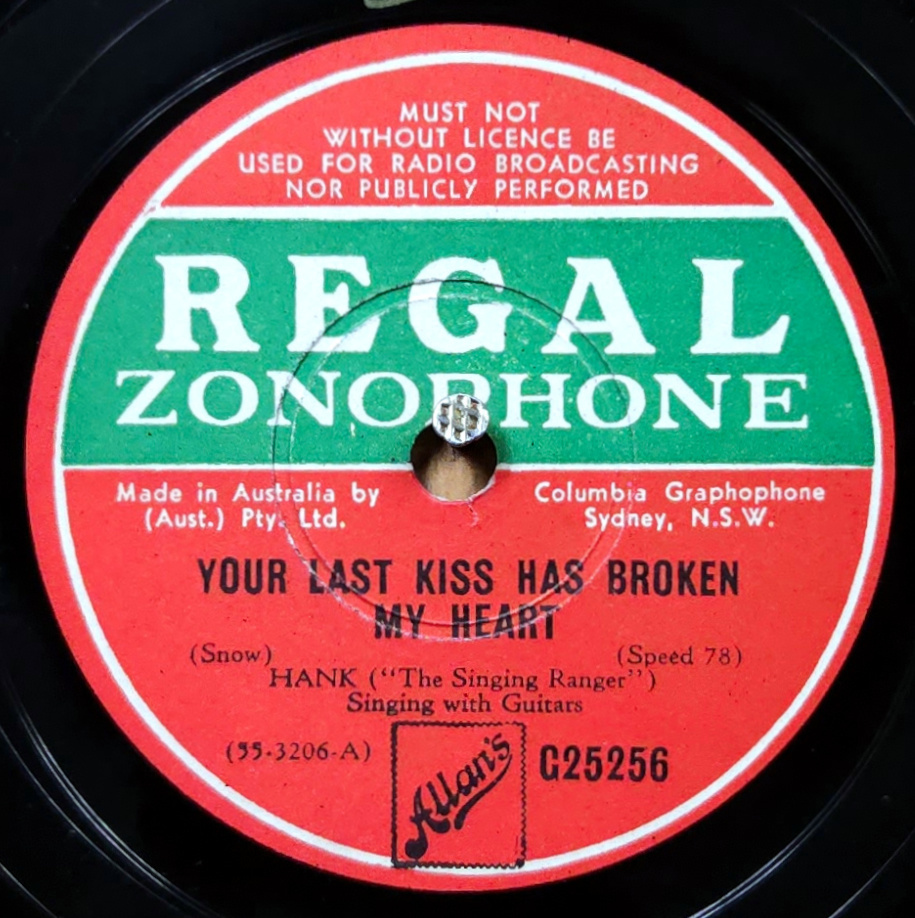 MUST NOT
WITHOUT LICENCE BE
USED FOR RADIO BROADCASTING
NOR PUBLICLY PERFORMED
REGAL
ZONOPHONE
Made in Australia by Columbia Graphophone
(Aust.) Pty. Ltd. Sydney, N.S.W.
YOUR LAST KISS HAS BROKEN
MY HEART
(Snow) (Speed 78)
HANK ("The Singing Ranger")
Singing with Guitars
(55-3206-A) G25256
Allan's